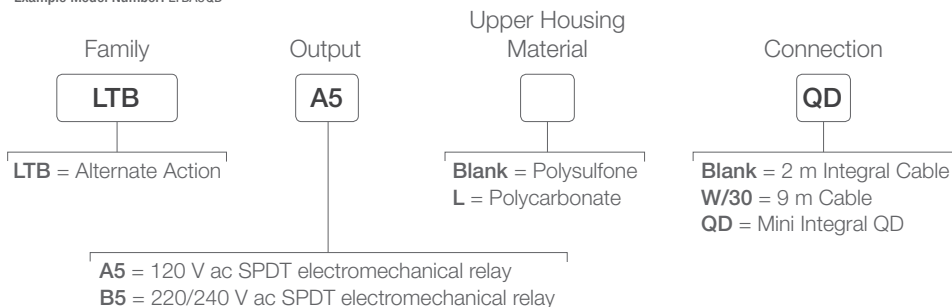 Example Model Number: LTBA5QD
Family
Output
Upper Housing
Material
Connection
LTB
A5
QD
LTB = Alternate Action
Blank = Polysulfone
L = Polycarbonate
Blank = 2 m Integral Cable
W/30 = 9 m Cable
QD = Mini Integral QD
A5 = 120 V ac SPDT electromechanical relay
B5 = 220/240 V ac SPDT electromechanical relay